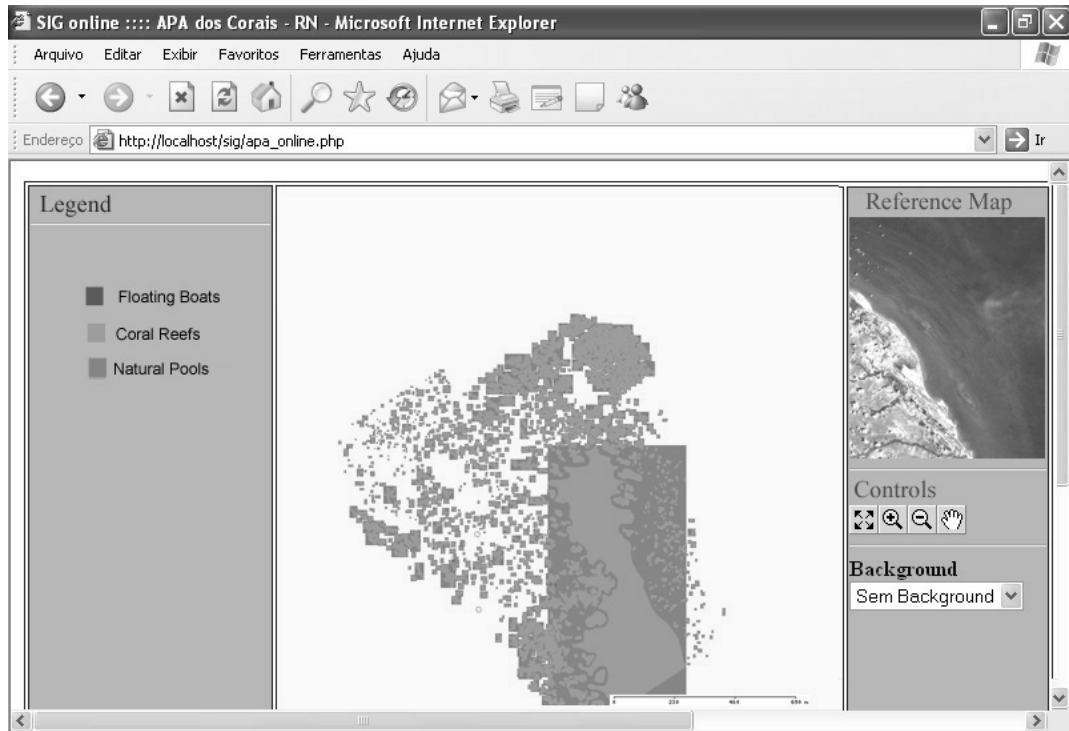 SIG online :::: APA dos Corais - RN - Microsoft Internet Explorer
Arquivo Editar Exibir Favoritos Ferramentas Ajuda
Endereço http://localhost/sig/apa_online.php Ir
Legend
Floating Boats
Coral Reefs
Natural Pools
Reference Map
Controls
Background
Sem Background